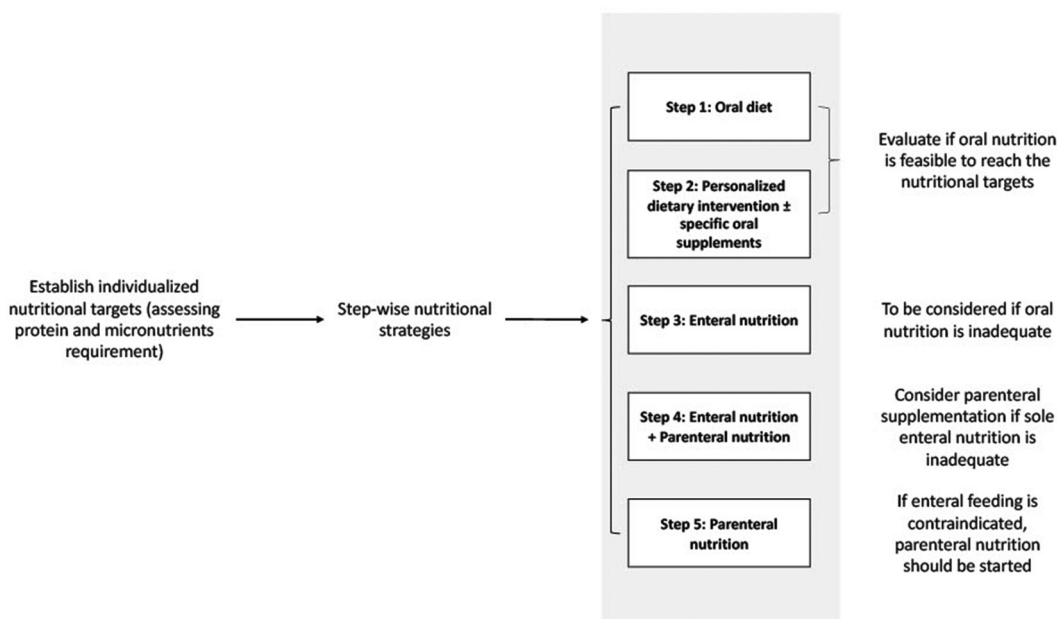 Establish individualized
nutritional targets (assessing
protein and micronutrients
requirement)
Step-wise nutritional
strategies
Step 1: Oral diet
Step 2: Personalized
dietary intervention ±
specific oral
supplements
Evaluate if oral nutrition
is feasible to reach the
nutritional targets
Step 3: Enteral nutrition
To be considered if oral
nutrition is inadequate
Step 4: Enteral nutrition
+ Parenteral nutrition
Consider parenteral
supplementation if sole
enteral nutrition is
inadequate
Step 5: Parenteral
nutrition
If enteral feeding is
contraindicated,
parenteral nutrition
should be started